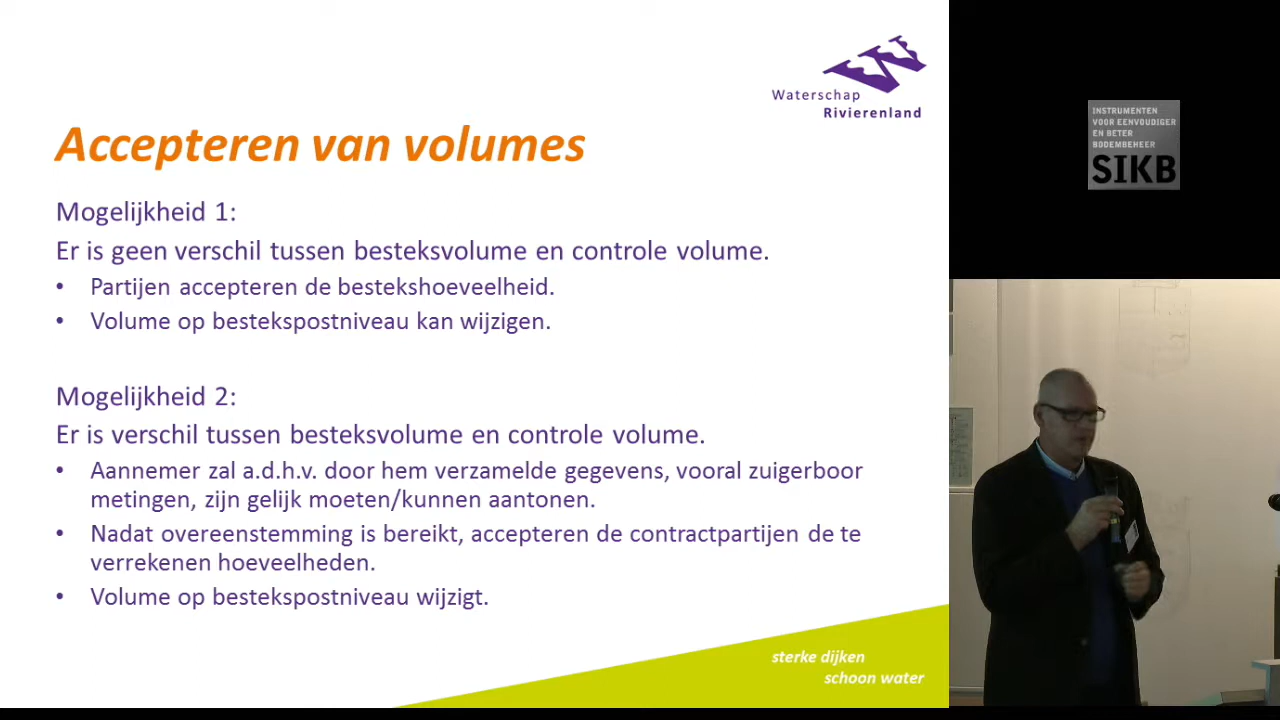 Waterschap
Rivierenland
Accepteren van volumes
Mogelijkheid 1:
Er is geen verschil tussen besteksvolume en controle volume.
• Partijen accepteren de bestekshoeveelheid.
• Volume op bestekspostniveau kan wijzigen.
Mogelijkheid 2:
Er is verschil tussen besteksvolume en controle volume.
• Aannemer zal a.d.h.v. door hem verzamelde gegevens, vooral zuigerboor
metingen, zijn gelijk moeten/kunnen aantonen.
• Nadat overeenstemming is bereikt, accepteren de contractpartijen de te
verrekenen hoeveelheden.
• Volume op bestekspostniveau wijzigt.
sterke dijken
schoon water
INSTRUMENTEN
VOOR EENVOUDIGER
EN BETER
BODEMBEHEER
SIKB